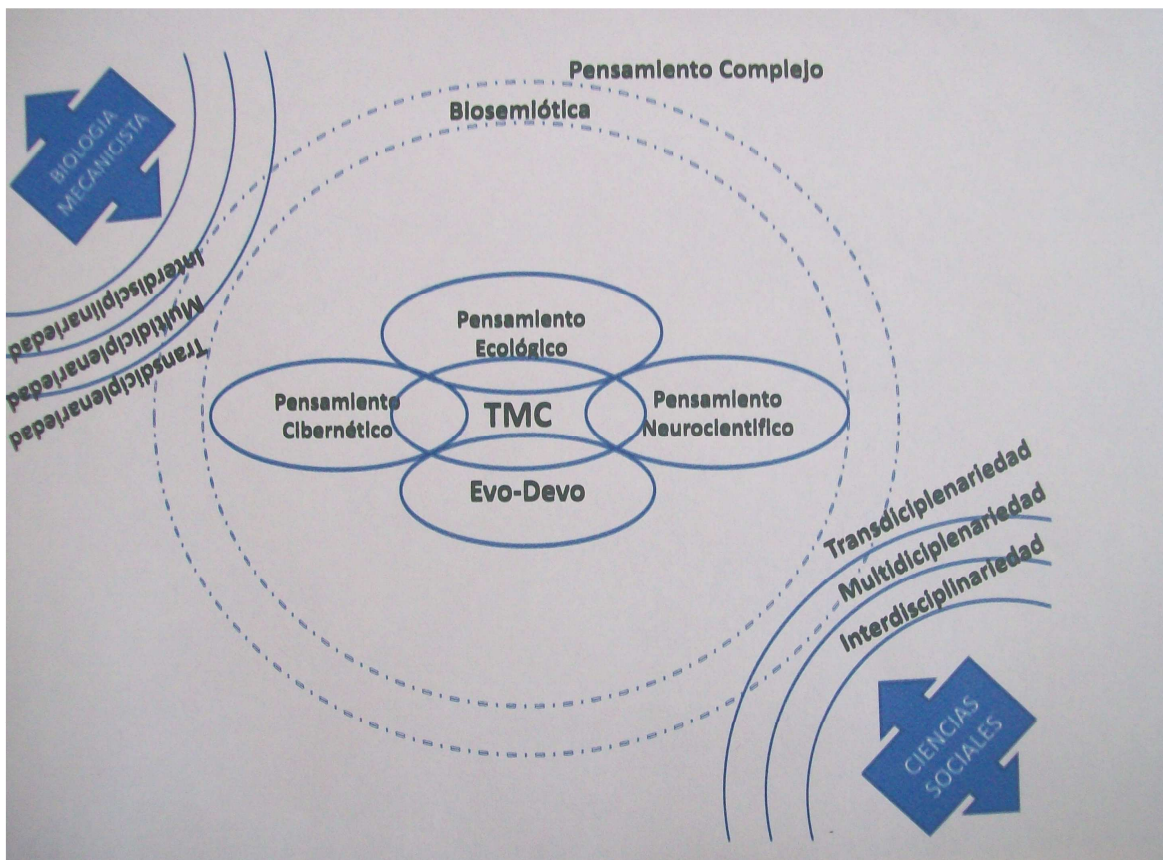 Pensamiento Complejo
Biosemiótica
BIOLOGIA
MECANICISTA
Interdisciplinariedad
Multidiciplenariedad
Transdiciplenariedad
Pensamiento
Ecológico
Pensamiento
Cibernético
TMC
Pensamiento
Neurocientifico
Evo-Devo
Transdiciplenariedad
Multidiciplenariedad
Interdisciplinariedad
CIENCIAS
SOCIALES